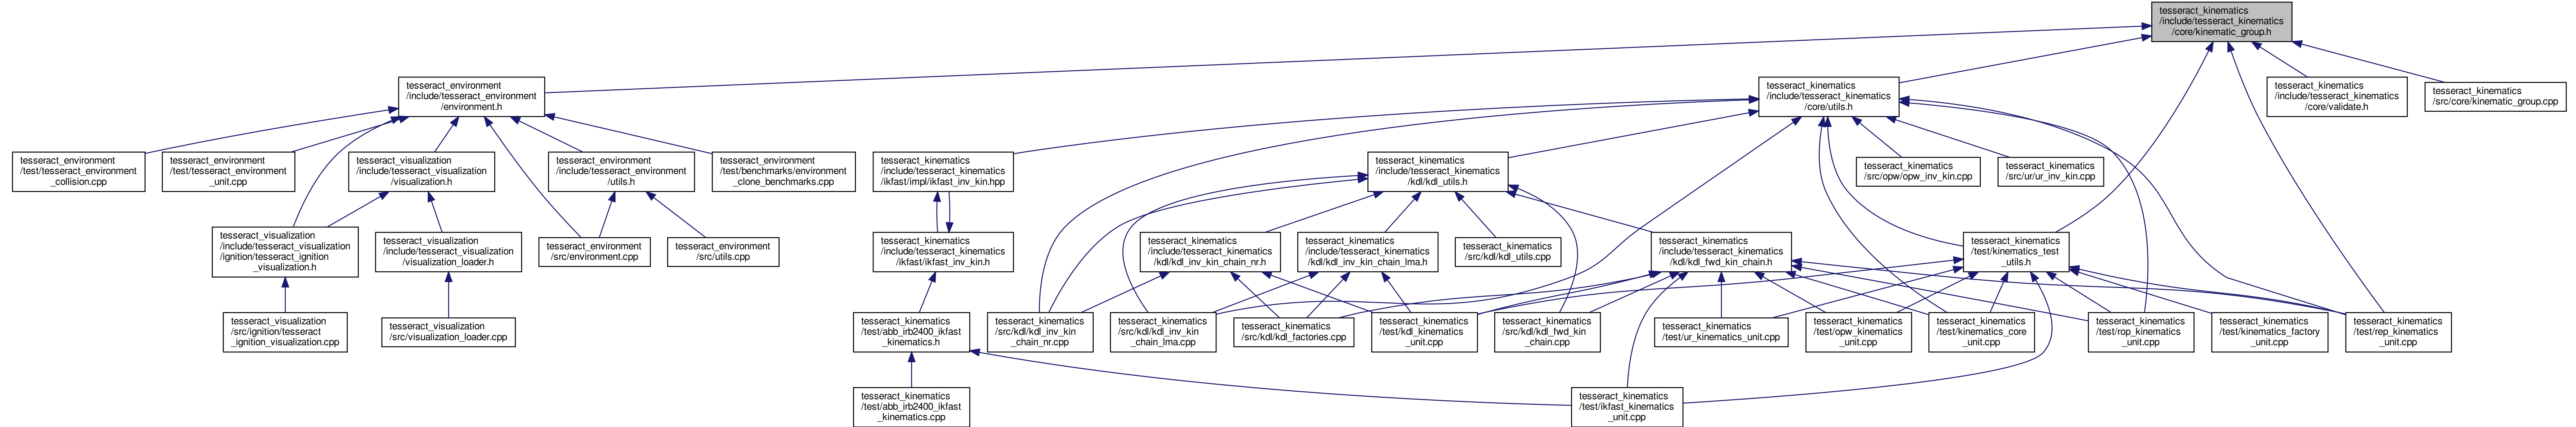 tesseract_kinematics
/include/tesseract_kinematics
/core/kinematic_group.h
tesseract_environment
/include/tesseract_environment
/environment.h
tesseract_kinematics
/include/tesseract_kinematics
/core/utils.h
tesseract_kinematics
/include/tesseract_kinematics
/core/validate.h
tesseract_kinematics
/src/core/kinematic_group.cpp
tesseract_environment
/test/tesseract_environment
_collision.cpp
tesseract_environment
/test/tesseract_environment
_unit.cpp
tesseract_visualization
/include/tesseract_visualization
/visualization.h
tesseract_environment
/include/tesseract_environment
/utils.h
tesseract_environment
/test/benchmarks/environment
_clone_benchmarks.cpp
tesseract_kinematics
/include/tesseract_kinematics
/ikfast/impl/ikfast_inv_kin.hpp
tesseract_kinematics
/include/tesseract_kinematics
/kdl/kdl_utils.h
tesseract_kinematics
/src/opw/opw_inv_kin.cpp
tesseract_kinematics
/src/ur/ur_inv_kin.cpp
tesseract_visualization
/include/tesseract_visualization
/ignition/tesseract_ignition
_visualization.h
tesseract_visualization
/include/tesseract_visualization
/visualization_loader.h
tesseract_environment
/src/environment.cpp
tesseract_environment
/src/utils.cpp
tesseract_kinematics
/include/tesseract_kinematics
/ikfast/ikfast_inv_kin.h
tesseract_kinematics
/include/tesseract_kinematics
/kdl/kdl_inv_kin_chain_nr.h
tesseract_kinematics
/include/tesseract_kinematics
/kdl/kdl_inv_kin_chain_lma.h
tesseract_kinematics
/src/kdl/kdl_utils.cpp
tesseract_kinematics
/include/tesseract_kinematics
/kdl/kdl_fwd_kin_chain.h
tesseract_kinematics
/test/kinematics_test
_utils.h
tesseract_visualization
/src/ignition/tesseract
_ignition_visualization.cpp
tesseract_visualization
/src/visualization_loader.cpp
tesseract_kinematics
/test/abb_irb2400_ikfast
_kinematics.h
tesseract_kinematics
/src/kdl/kdl_inv_kin
_chain_nr.cpp
tesseract_kinematics
/src/kdl/kdl_inv_kin
_chain_lma.cpp
tesseract_kinematics
/src/kdl/kdl_factories.cpp
tesseract_kinematics
/test/kdl_kinematics
_unit.cpp
tesseract_kinematics
/src/kdl/kdl_fwd_kin
_chain.cpp
tesseract_kinematics
/test/ur_kinematics_unit.cpp
tesseract_kinematics
/test/opw_kinematics
_unit.cpp
tesseract_kinematics
/test/kinematics_core
_unit.cpp
tesseract_kinematics
/test/rop_kinematics
_unit.cpp
tesseract_kinematics
/test/kinematics_factory
_unit.cpp
tesseract_kinematics
/test/rep_kinematics
_unit.cpp
tesseract_kinematics
/test/abb_irb2400_ikfast
_kinematics.cpp
tesseract_kinematics
/test/ikfast_kinematics
_unit.cpp